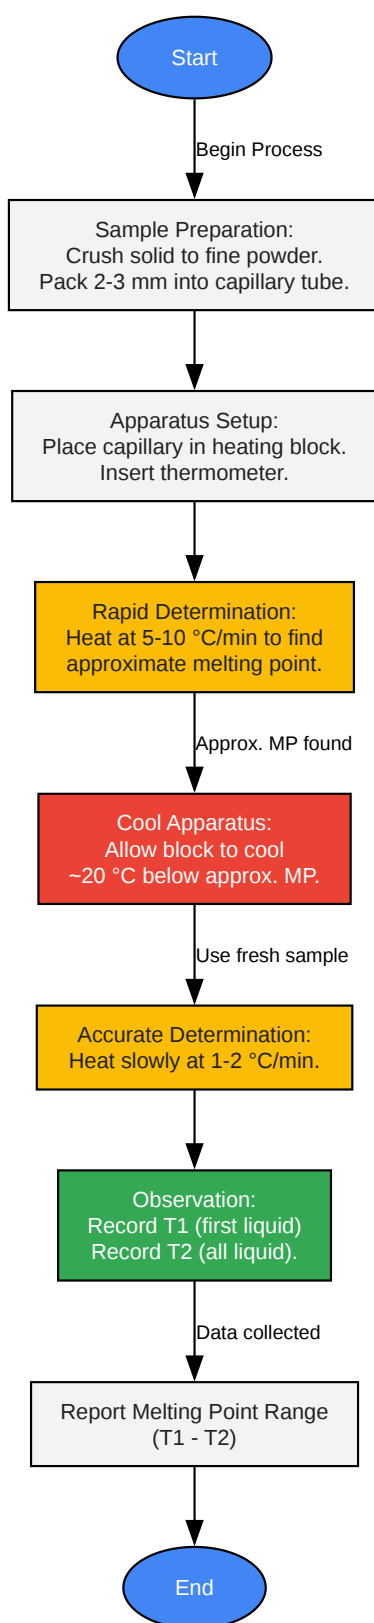 Start
Begin Process
Sample Preparation:
Crush solid to fine powder.
Pack 2-3 mm into capillary tube.
Apparatus Setup:
Place capillary in heating block.
Insert thermometer.
Rapid Determination:
Heat at 5-10 °C/min to find
approximate melting point.
Approx. MP found
Cool Apparatus:
Allow block to cool
~20 °C below approx. MP.
Use fresh sample
Accurate Determination:
Heat slowly at 1-2 °C/min.
Observation:
Record T1 (first liquid)
Record T2 (all liquid).
Data collected
Report Melting Point Range
(T1 - T2)
End